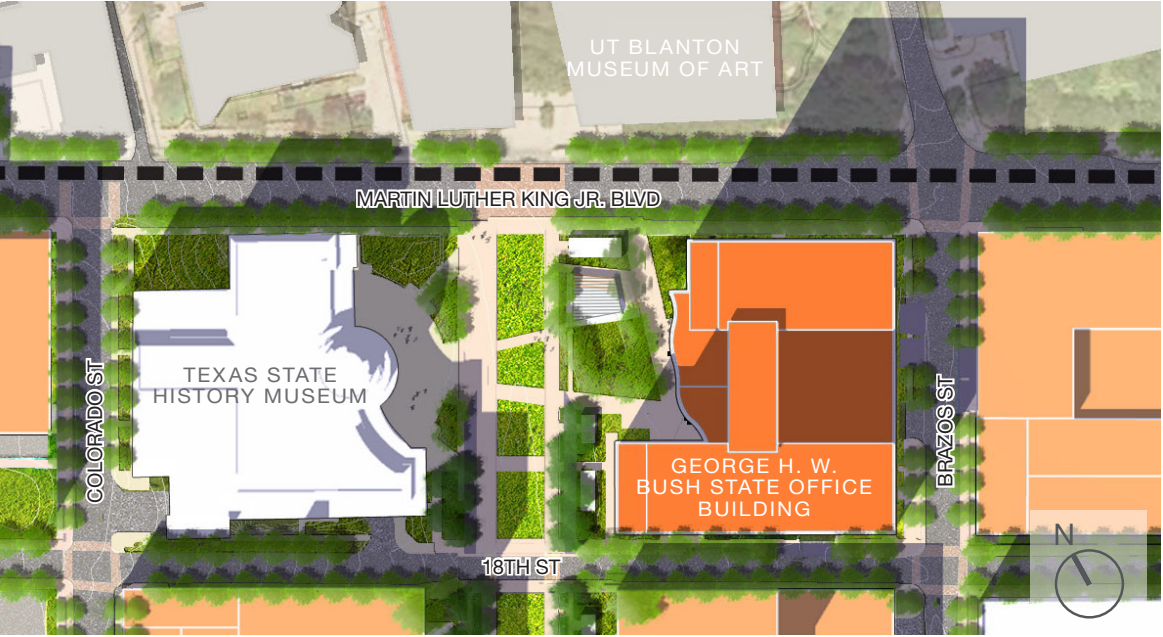 UT BLANTON
MUSEUM OF ART
MARTIN LUTHER KING JR. BLVD
TEXAS STATE
HISTORY MUSEUM
COLORADO ST
BRAZOS ST
GEORGE H. W.
BUSH STATE OFFICE
BUILDING
18TH ST
N